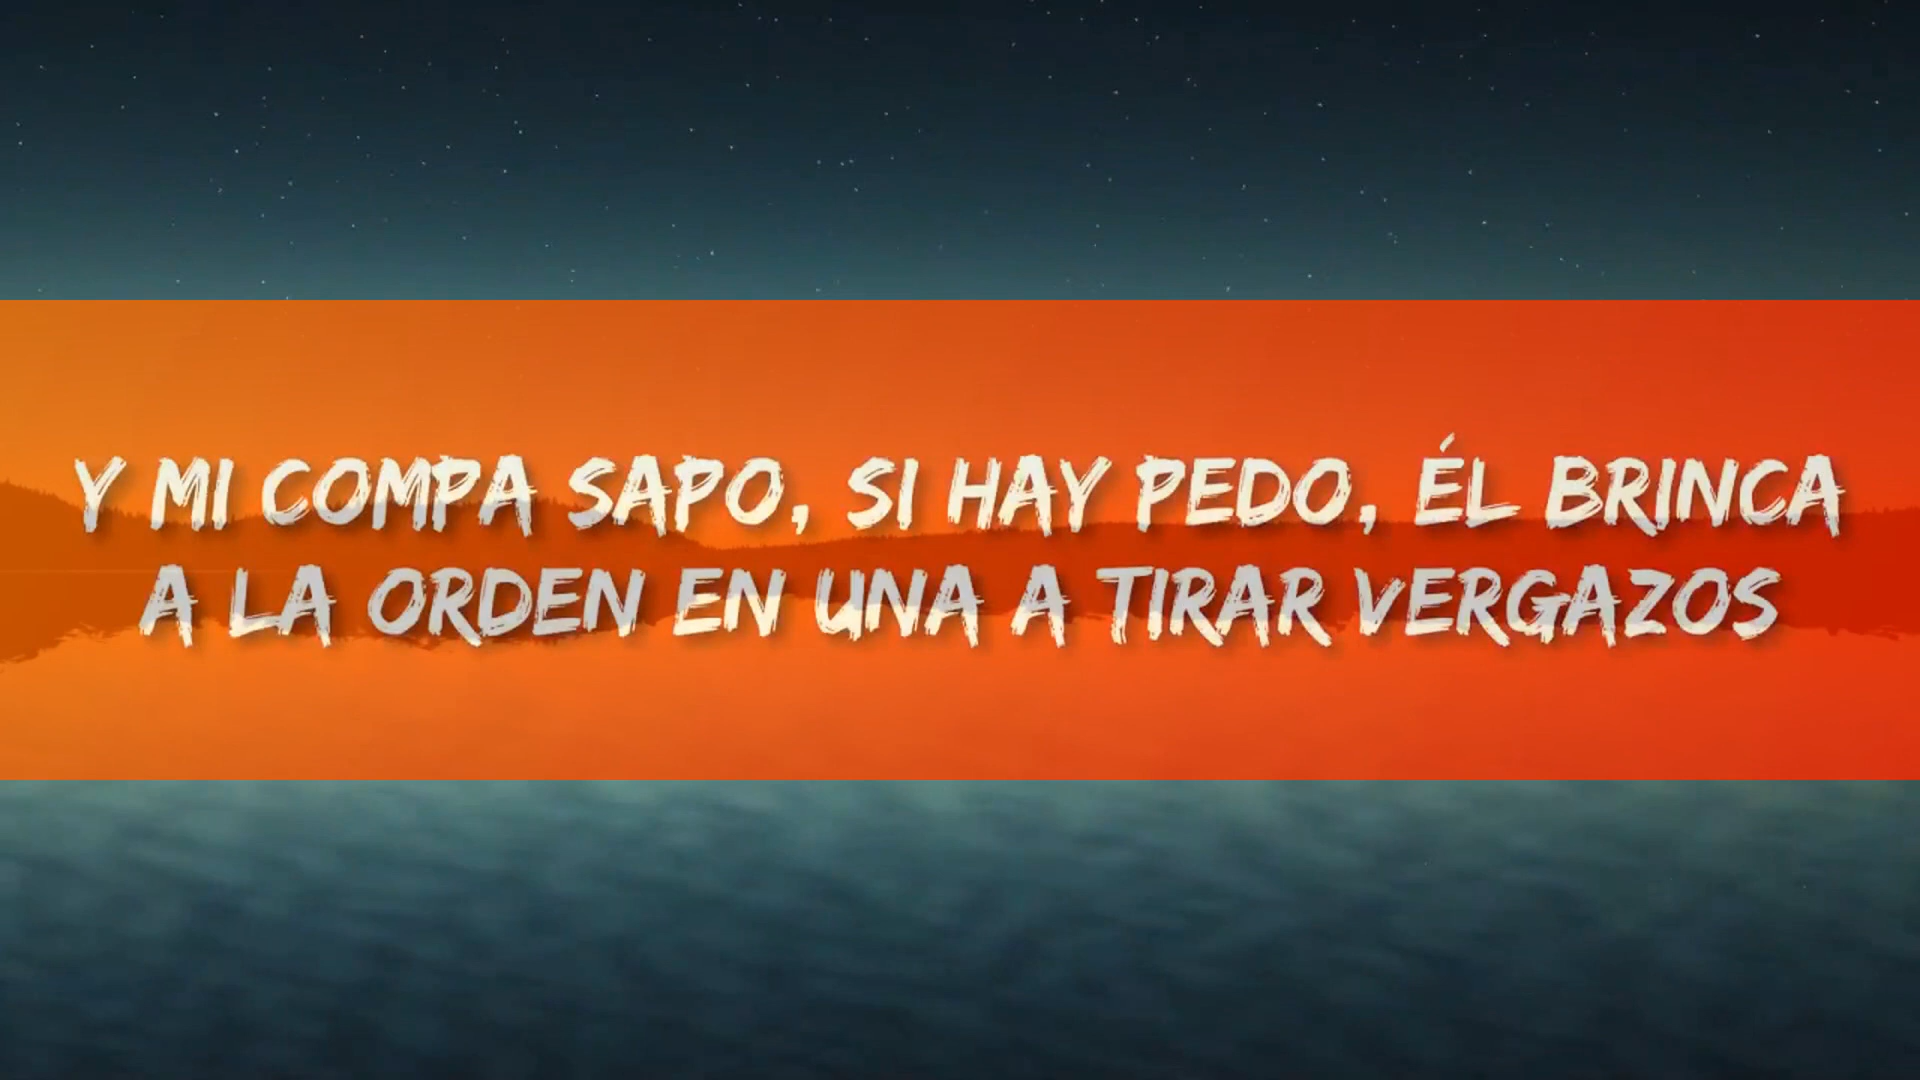 Y MI COMPA SAPO, SI HAY PEDO, ÉL BRINCA
A LA ORDEN EN UNA A TIRAR VERGAZOS